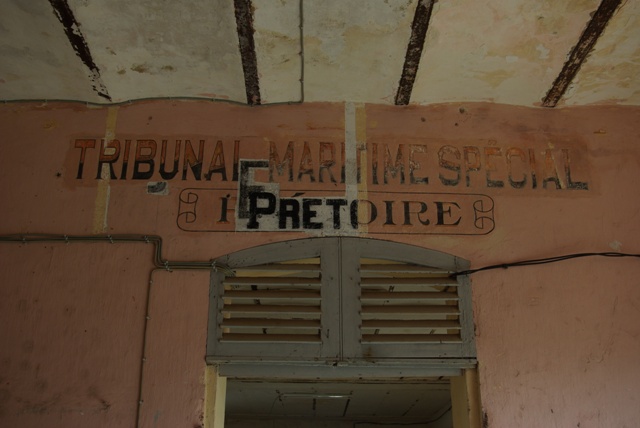 TRIBUNAL MARITIME SPÉCIAL
PRÉTOIRE